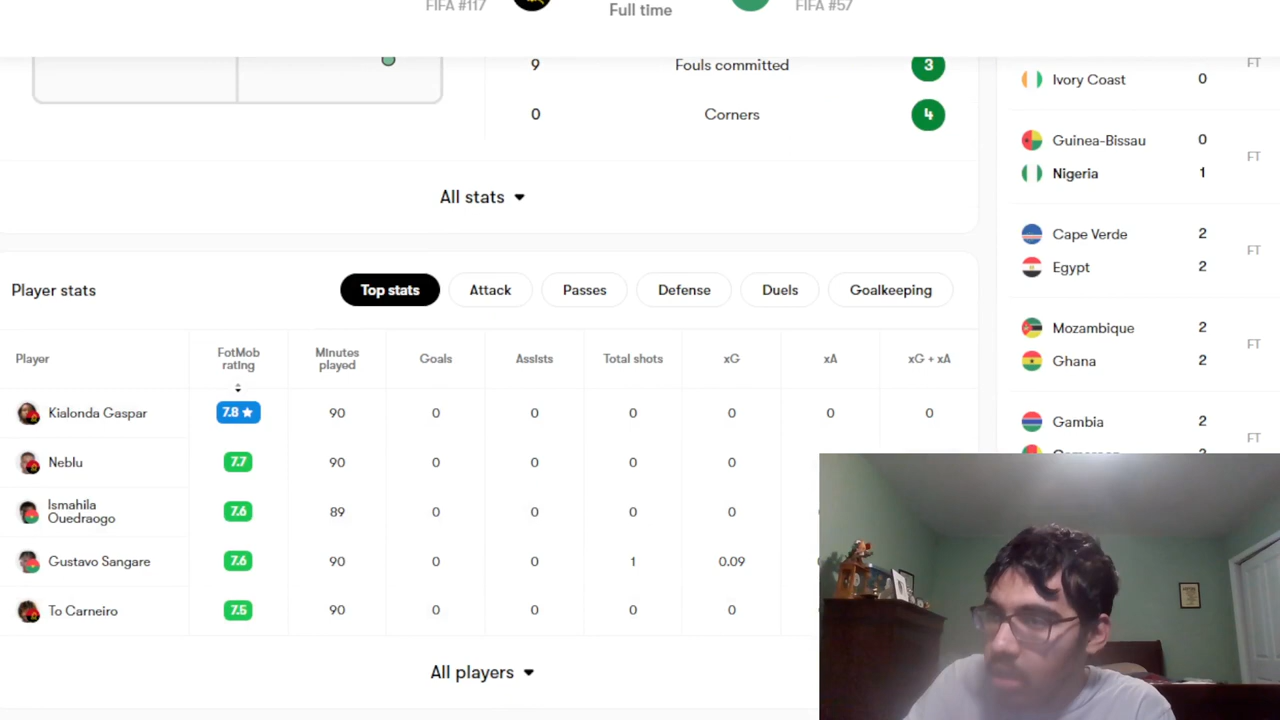 FIFA #117
Full time
FIFA #57
9 Fouls committed 3
0 Corners 4
All stats
Player stats
Top stats Attack Passes Defense Duels Goalkeeping
Player FotMob rating Minutes played Goals Assists Total shots xG xA xG + xA
Kialonda Gaspar 7.8 ★ 90 0 0 0 0 0 0
Neblu 7.7 90 0 0 0 0
Ismahila Ouedraogo 7.6 89 0 0 0 0
Gustavo Sangare 7.6 90 0 0 1 0.09
To Carneiro 7.5 90 0 0 0 0
All players
FT
Ivory Coast 0
Guinea-Bissau 0
FT
Nigeria 1
Cape Verde 2
FT
Egypt 2
Mozambique 2
FT
Ghana 2
Gambia 2
FT